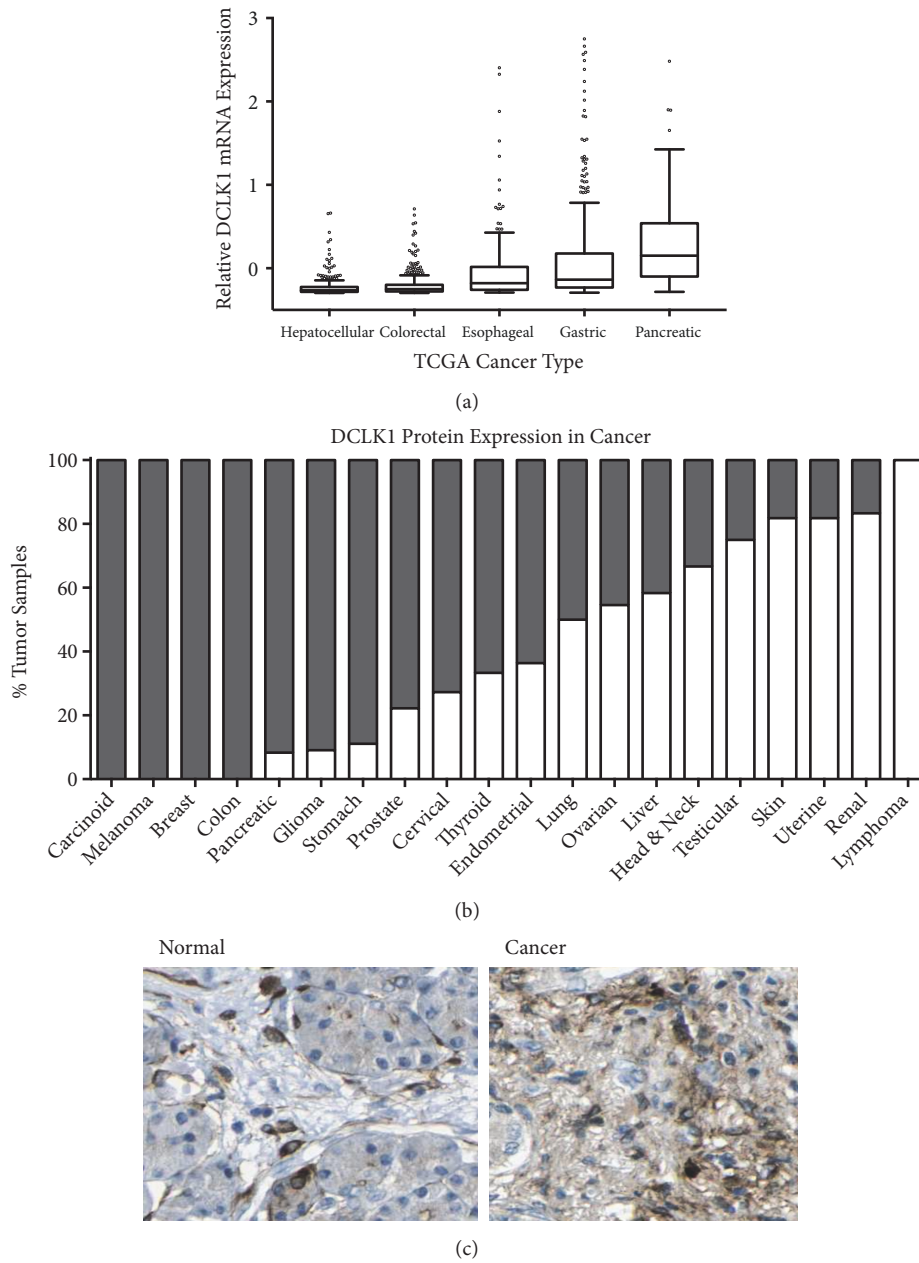 3
2
1
0
Relative DCLK1 mRNA Expression
Hepatocellular Colorectal Esophageal Gastric Pancreatic
TCGA Cancer Type
(a)
DCLK1 Protein Expression in Cancer
100
80
60
40
20
0
% Tumor Samples
Carcinoid
Melanoma
Breast
Colon
Pancreatic
Glioma
Stomach
Prostate
Cervical
Thyroid
Endometrial
Lung
Ovarian
Liver
Head & Neck
Testicular
Skin
Uterine
Renal
Lymphoma
(b)
Normal Cancer
(c)